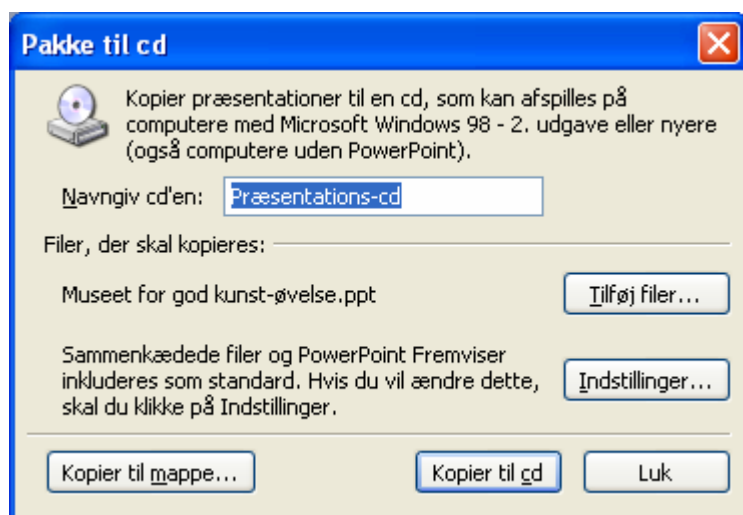 Pakke til cd
Kopier præsentationer til en cd, som kan afspilles på
computere med Microsoft Windows 98 - 2. udgave eller nyere
(også computere uden PowerPoint).
Navngiv cd'en: Præsentations-cd
Filer, der skal kopieres:
Museet for god kunst-øvelse.ppt
Tilføj filer...
Sammenkædede filer og PowerPoint Fremviser
inkluderes som standard. Hvis du vil ændre dette,
skal du klikke på Indstillinger.
Indstillinger...
Kopier til mappe... Kopier til cd Luk